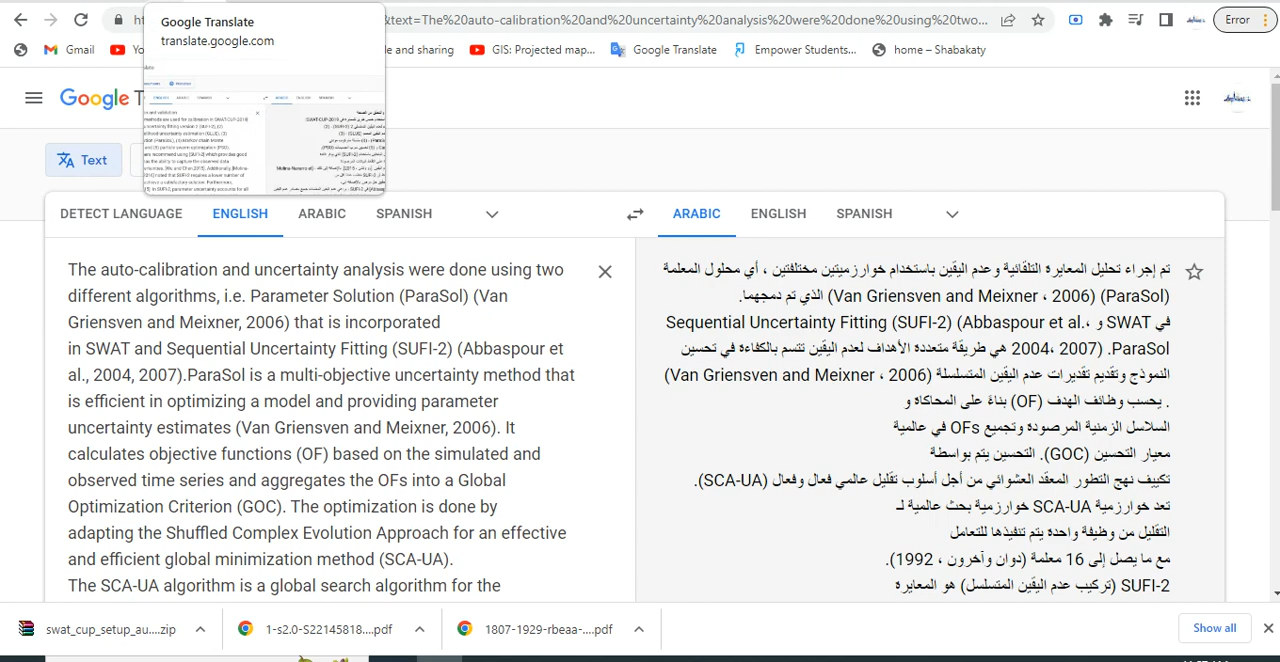 Google Translate
translate.google.com
&text=The%20auto-calibration%20and%20uncertainty%20analysis%20were%20done%20using%20two...
Error
Gmail
le and sharing
GIS: Projected map...
Google Translate
Empower Students...
home – Shabakaty
Google T
Text
DETECT LANGUAGE
ENGLISH
ARABIC
SPANISH
ARABIC
ENGLISH
SPANISH
The auto-calibration and uncertainty analysis were done using two
different algorithms, i.e. Parameter Solution (ParaSol) (Van
Griensven and Meixner, 2006) that is incorporated
in SWAT and Sequential Uncertainty Fitting (SUFI-2) (Abbaspour et
al., 2004, 2007).ParaSol is a multi-objective uncertainty method that
is efficient in optimizing a model and providing parameter
uncertainty estimates (Van Griensven and Meixner, 2006). It
calculates objective functions (OF) based on the simulated and
observed time series and aggregates the OFs into a Global
Optimization Criterion (GOC). The optimization is done by
adapting the Shuffled Complex Evolution Approach for an effective
and efficient global minimization method (SCA-UA).
The SCA-UA algorithm is a global search algorithm for the
تم إجراء تحليل المعايرة التلقائية وعدم اليقين باستخدام خوارزميتين مختلفتين ، أي محلول المعلمة
(ParaSol) (Van Griensven and Meixner ، 2006) الذي تم دمجهما.
في SWAT و Sequential Uncertainty Fitting (SUFI-2) (Abbaspour et al.،
2004، 2007) .ParaSol هي طريقة متعددة الأهداف لعدم اليقين تتسم بالكفاءة في تحسين
النموذج وتقديم تقديرات عدم اليقين المتسلسلة (Van Griensven and Meixner ، 2006)
. يحسب وظائف الهدف (OF) بناءً على المحاكاة و
السلاسل الزمنية المرصودة وتجميع OFs في عالمية
معيار التحسين (GOC). التحسين يتم بواسطة
تكييف نهج التطور المعقد العشوائي من أجل أسلوب تقليل عالمي فعال وفعال (SCA-UA).
تعد خوارزمية SCA-UA خوارزمية بحث عالمية لـ
التقليل من وظيفة واحدة يتم تنفيذها للتعامل
مع ما يصل إلى 16 معلمة (دوان وآخرون ، 1992).
SUFI-2 (تركيب عدم اليقين المتسلسل) هو المعايرة
swat_cup_setup_au....zip
1-s2.0-S22145818....pdf
1807-1929-rbeaa-....pdf
Show all